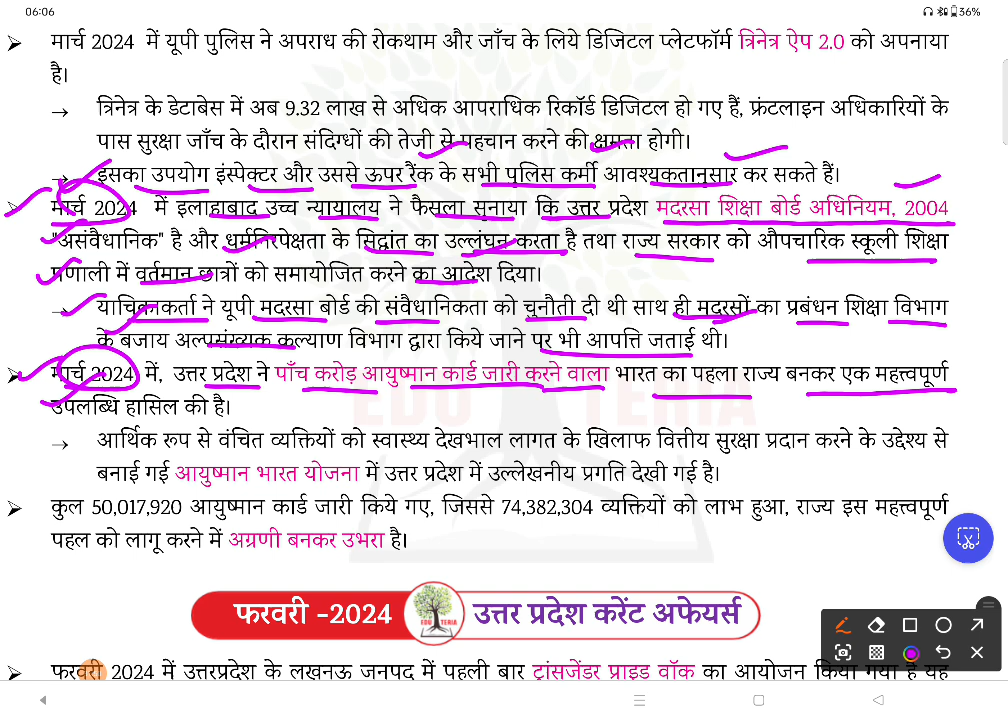 06:06
36%
➢ मार्च 2024 में यूपी पुलिस ने अपराध की रोकथाम और जाँच के लिये डिजिटल प्लेटफॉर्म त्रिनेत्र ऐप 2.0 को अपनाया
है।
→ त्रिनेत्र के डेटाबेस में अब 9.32 लाख से अधिक आपराधिक रिकॉर्ड डिजिटल हो गए हैं, फ्रंटलाइन अधिकारियों के
पास सुरक्षा जाँच के दौरान संदिग्धों की तेजी से पहचान करने की क्षमता होगी।
→ इसका उपयोग इंस्पेक्टर और उससे ऊपर रैंक के सभी पुलिस कर्मी आवश्यकतानुसार कर सकते हैं।
➢ मार्च 2024 में इलाहाबाद उच्च न्यायालय ने फैसला सुनाया कि उत्तर प्रदेश मदरसा शिक्षा बोर्ड अधिनियम, 2004
"असंवैधानिक" है और धर्मनिरपेक्षता के सिद्वांत का उल्लंघन करता है तथा राज्य सरकार को औपचारिक स्कूली शिक्षा
प्रणाली में वर्तमान छात्रों को समायोजित करने का आदेश दिया।
→ याचिकाकर्ता ने यूपी मदरसा बोर्ड की संवैधानिकता को चुनौती दी थी साथ ही मदरसों का प्रबंधन शिक्षा विभाग
के बजाय अल्पसंख्यक कल्याण विभाग द्वारा किये जाने पर भी आपत्ति जताई थी।
➢ मार्च 2024 में, उत्तर प्रदेश ने पाँच करोड़ आयुष्मान कार्ड जारी करने वाला भारत का पहला राज्य बनकर एक महत्त्वपूर्ण
उपलब्धि हासिल की है।
→ आर्थिक रूप से वंचित व्यक्तियों को स्वास्थ्य देखभाल लागत के खिलाफ वित्तीय सुरक्षा प्रदान करने के उद्देश्य से
बनाई गई आयुष्मान भारत योजना में उत्तर प्रदेश में उल्लेखनीय प्रगति देखी गई है।
➢ कुल 50,017,920 आयुष्मान कार्ड जारी किये गए, जिससे 74,382,304 व्यक्तियों को लाभ हुआ, राज्य इस महत्त्वपूर्ण
पहल को लागू करने में अग्रणी बनकर उभरा है।
EDU TERIA
फरवरी -2024 EDU TERIA उत्तर प्रदेश करेंट अफेयर्स
➢ फरवरी 2024 में उत्तरप्रदेश के लखनऊ जनपद में पहली बार ट्रांसजेंडर प्राइड वॉक का आयोजन किया गया है यह